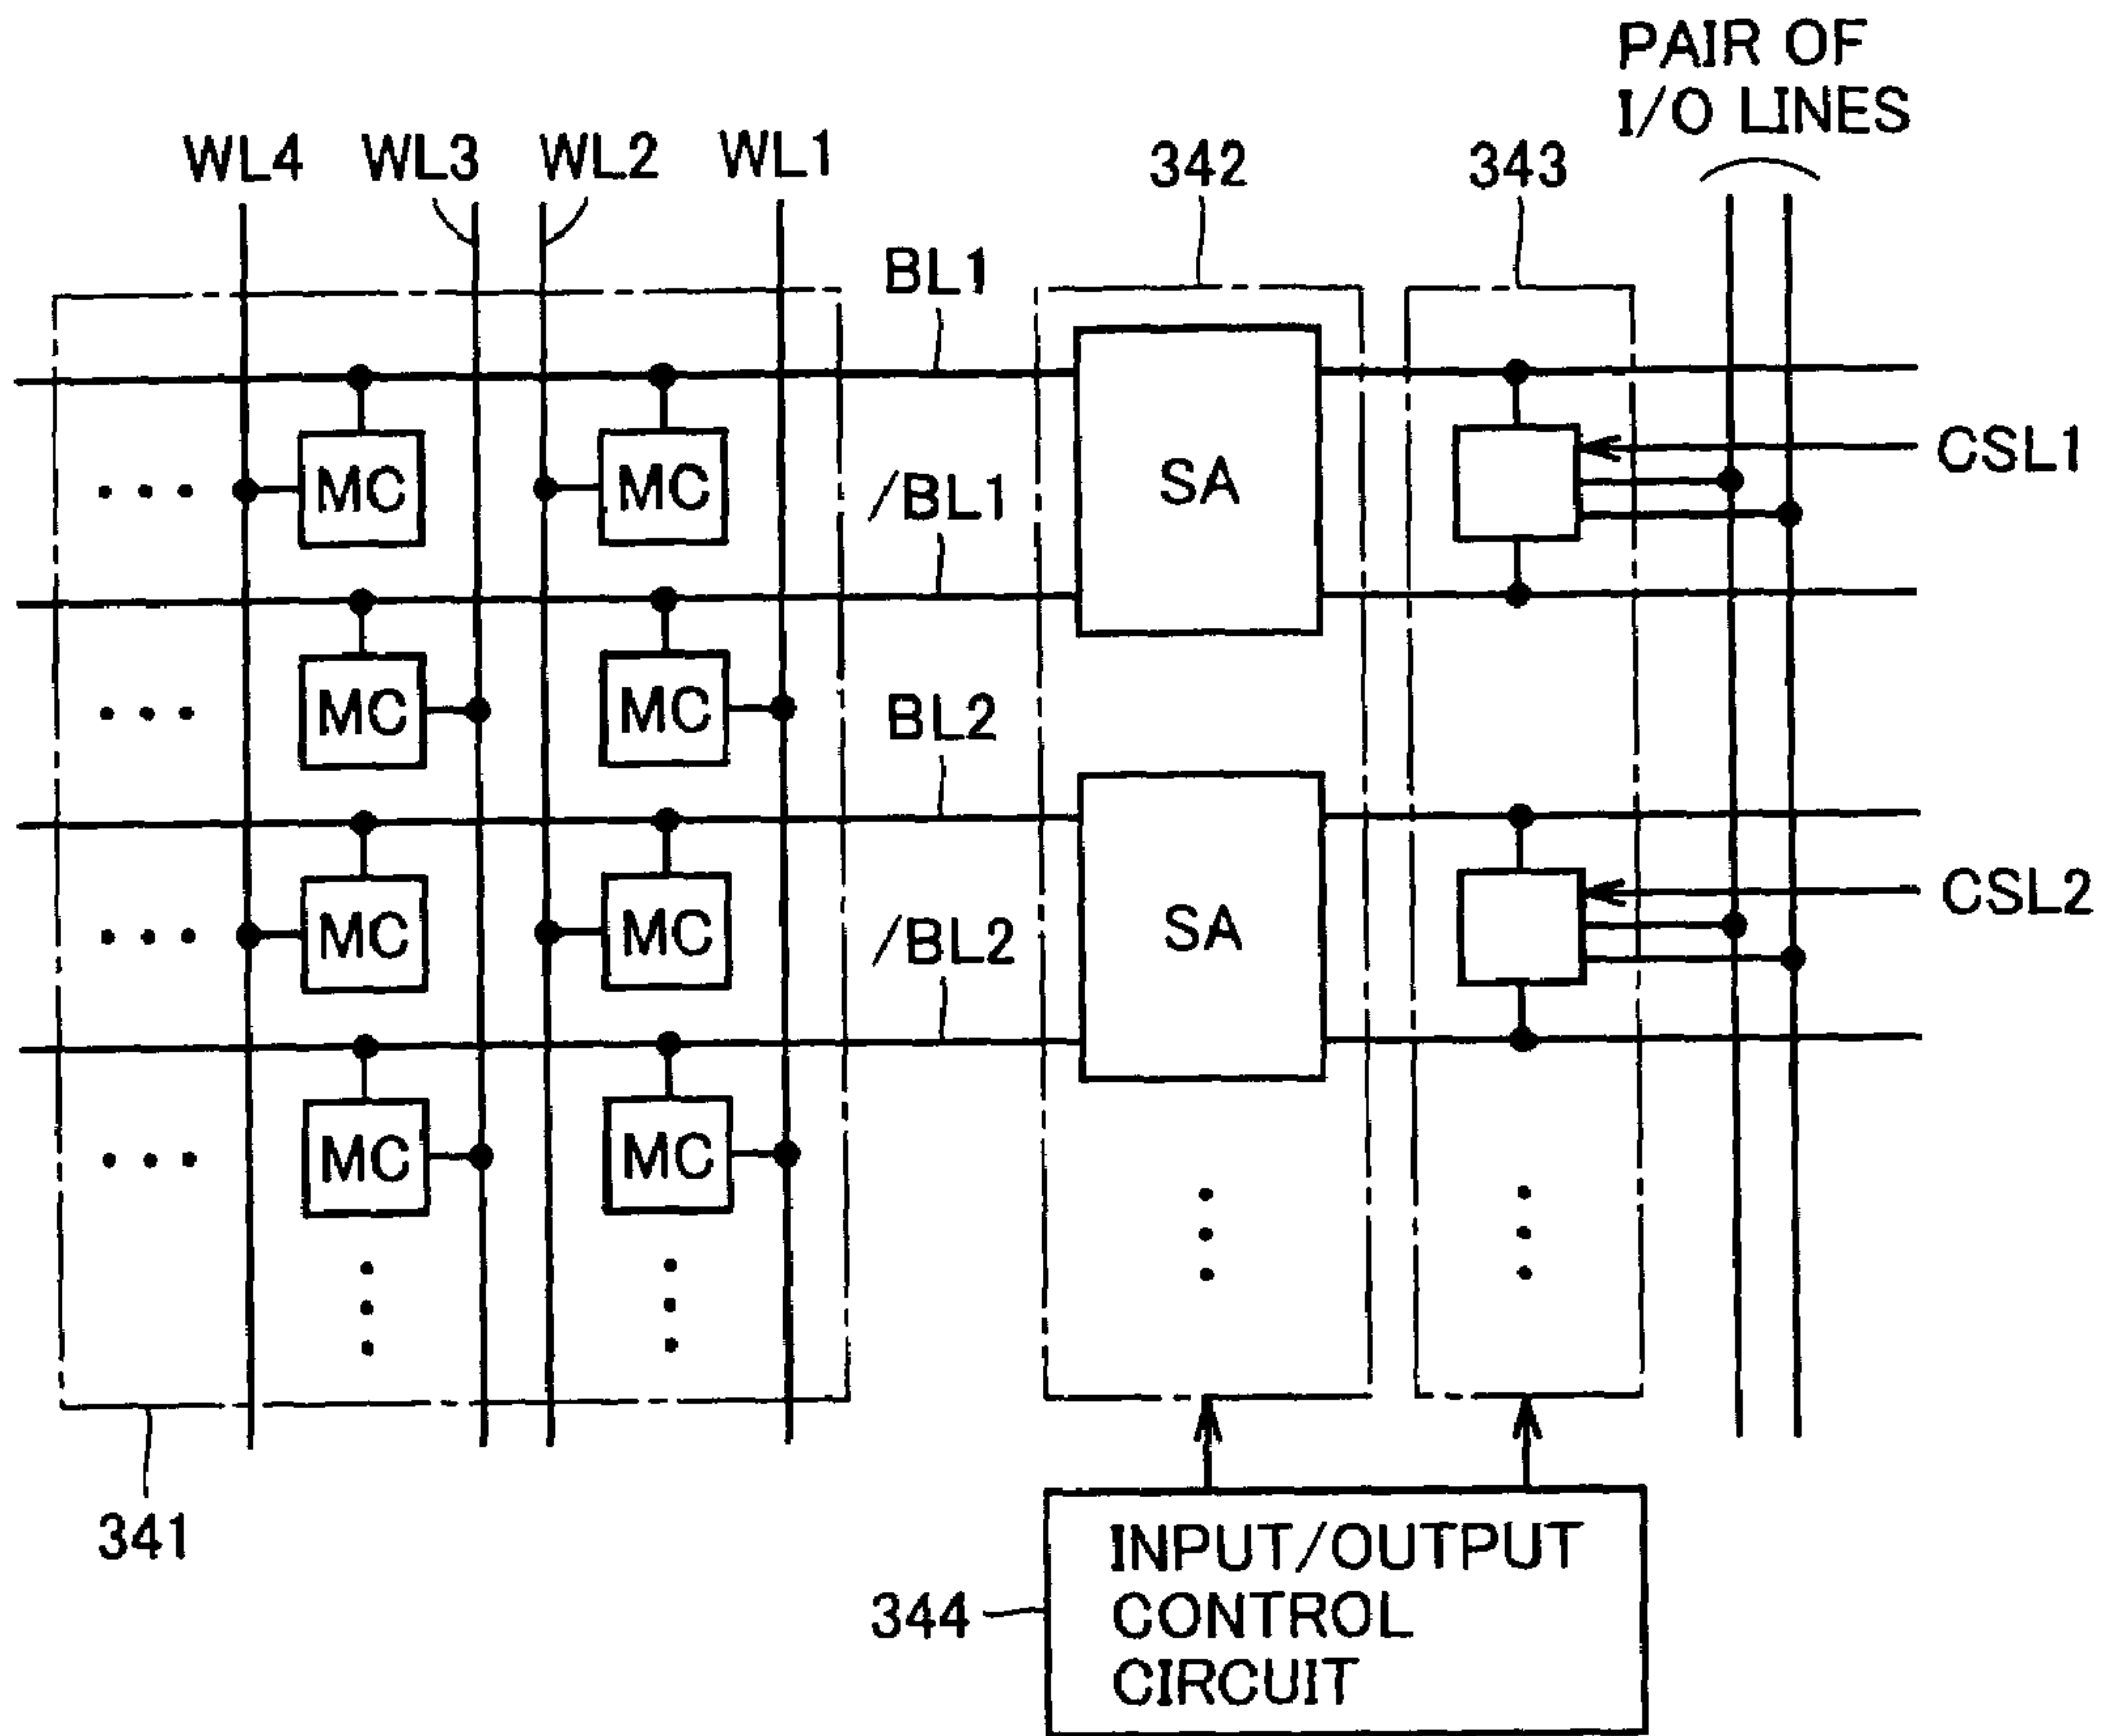 PAIR OF
I/O LINES
WL4 WL3 WL2 WL1 342 343
BL1
CSL1
MC MC /BL1 SA
MC MC BL2
CSL2
MC MC /BL2 SA
MC MC
341
INPUT/OUTPUT
344 CONTROL
CIRCUIT